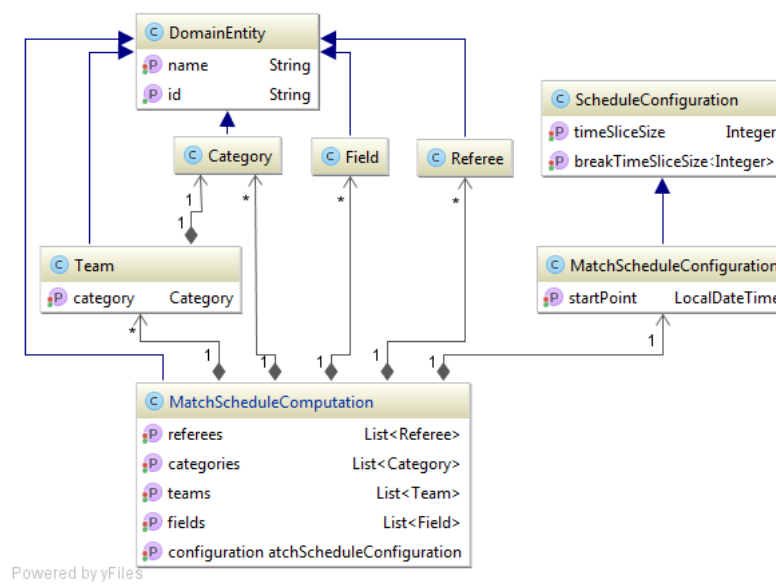 C DomainEntity
P name String
P id String
C Category
C Field
C Referee
C ScheduleConfiguration
P timeSliceSize Integer
P breakTimeSliceSize <Integer>
1
*
*
*
1
C Team
P category Category
C MatchScheduleConfiguration
P startPoint LocalDateTime
*
1
1
1
1
1
1
C MatchScheduleComputation
P referees List<Referee>
P categories List<Category>
P teams List<Team>
P fields List<Field>
P configuration atchScheduleConfiguration
Powered by yFiles